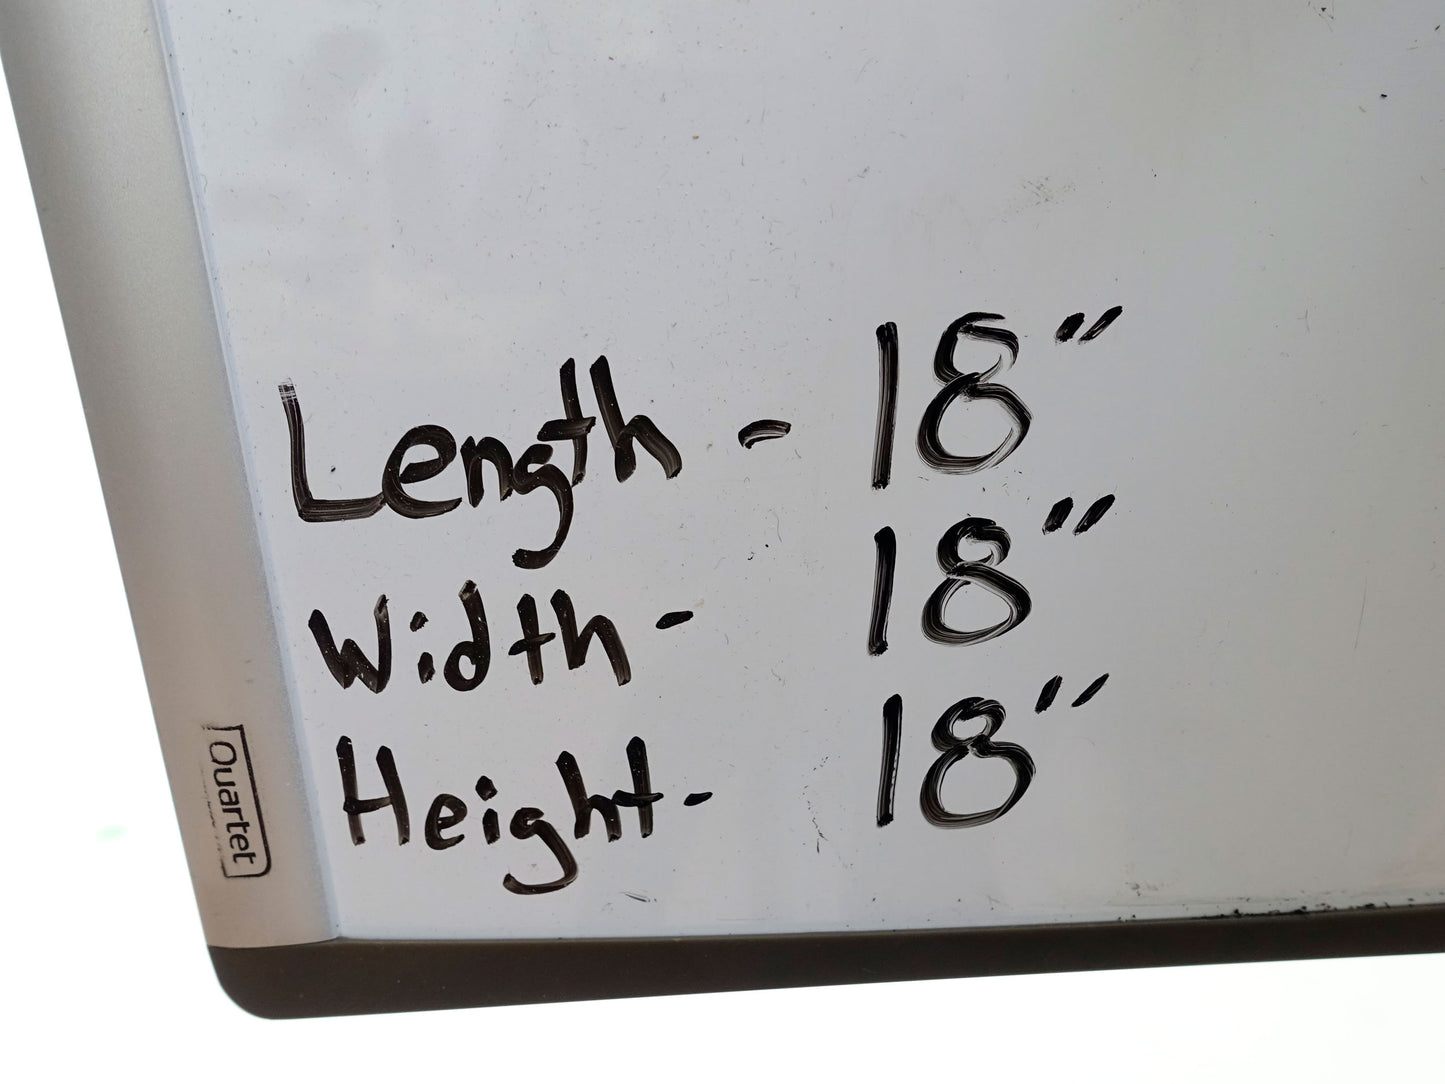 Length - 18"
Width - 18"
Height - 18"
Quartet